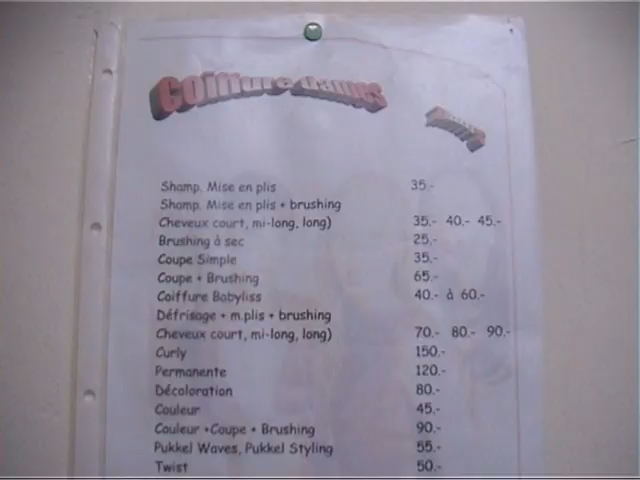 Coiffure dames
Shamp. Mise en plis 35.-
Shamp. Mise en plis + brushing
Cheveux court, mi-long, long) 35.- 40.- 45.-
Brushing à sec 25.-
Coupe Simple 35.-
Coupe + Brushing 65.-
Coiffure Babyliss 40.- à 60.-
Défrisage + m.plis + brushing
Cheveux court, mi-long, long) 70.- 80.- 90.-
Curly 150.-
Permanente 120.-
Décoloration 80.-
Couleur 45.-
Couleur +Coupe + Brushing 90.-
Pukkel Waves, Pukkel Styling 55.-
Twist 50.-